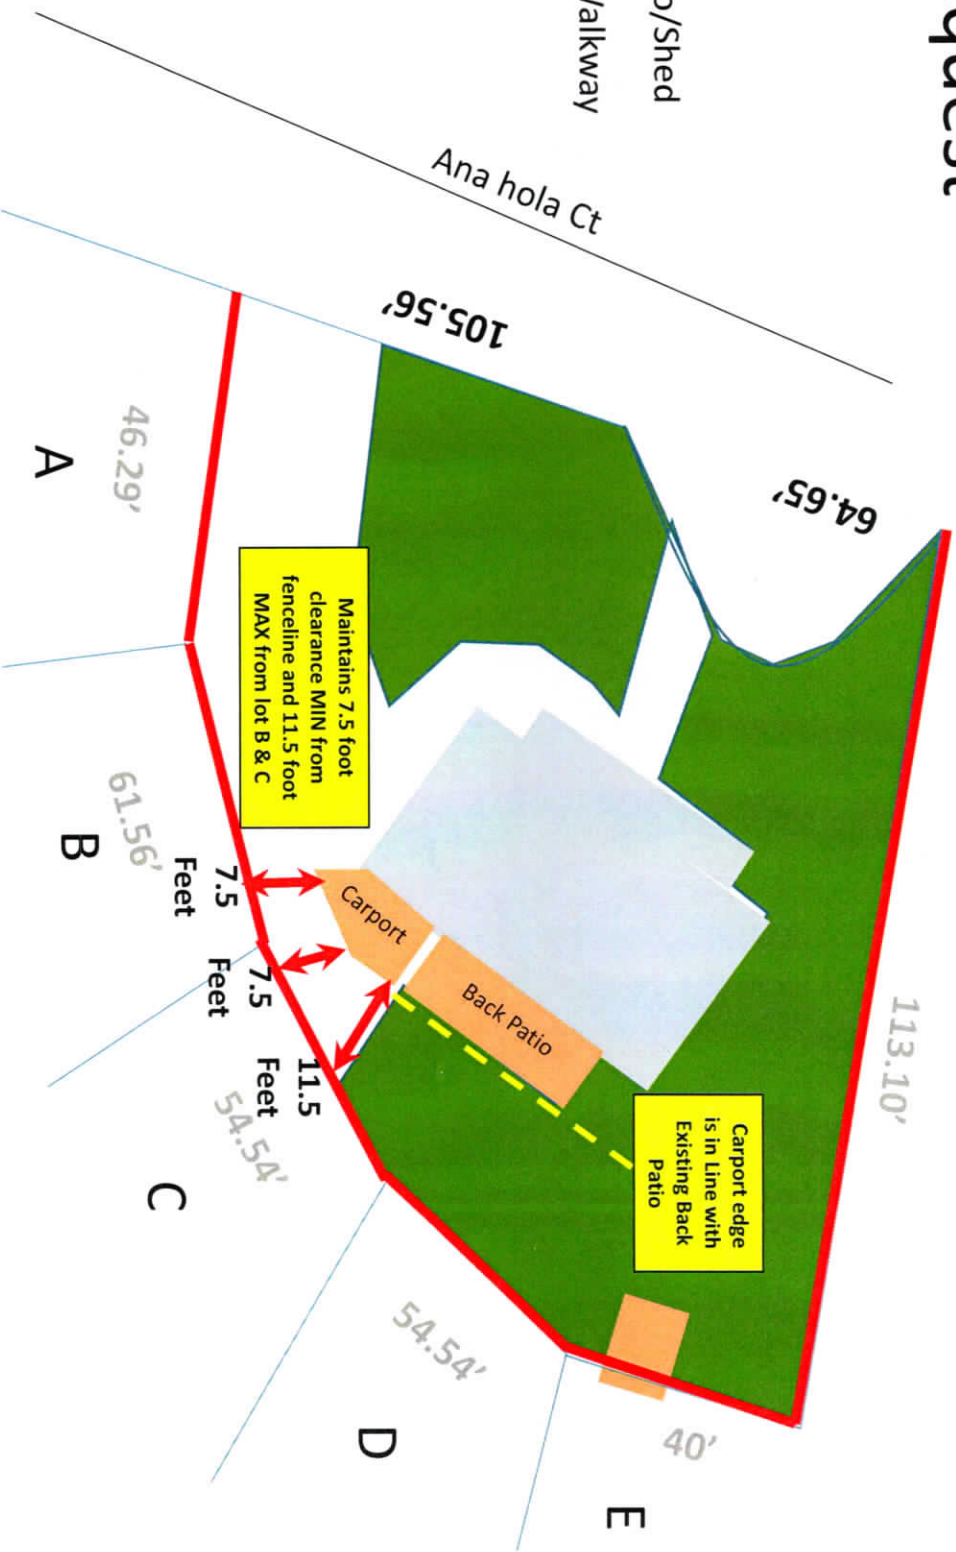 quest
o/Shed
alkway
Ana hola Ct
105.56’
64.65’
46.29’
A
Maintains 7.5 foot
clearance MIN from
fenceline and 11.5 foot
MAX from lot B & C
61.56’
B
7.5
Feet
7.5
Feet
11.5
Feet
Carport
Back Patio
Carport edge
is in Line with
Existing Back
Patio
113.10’
54.54’
C
54.54’
D
40’
E